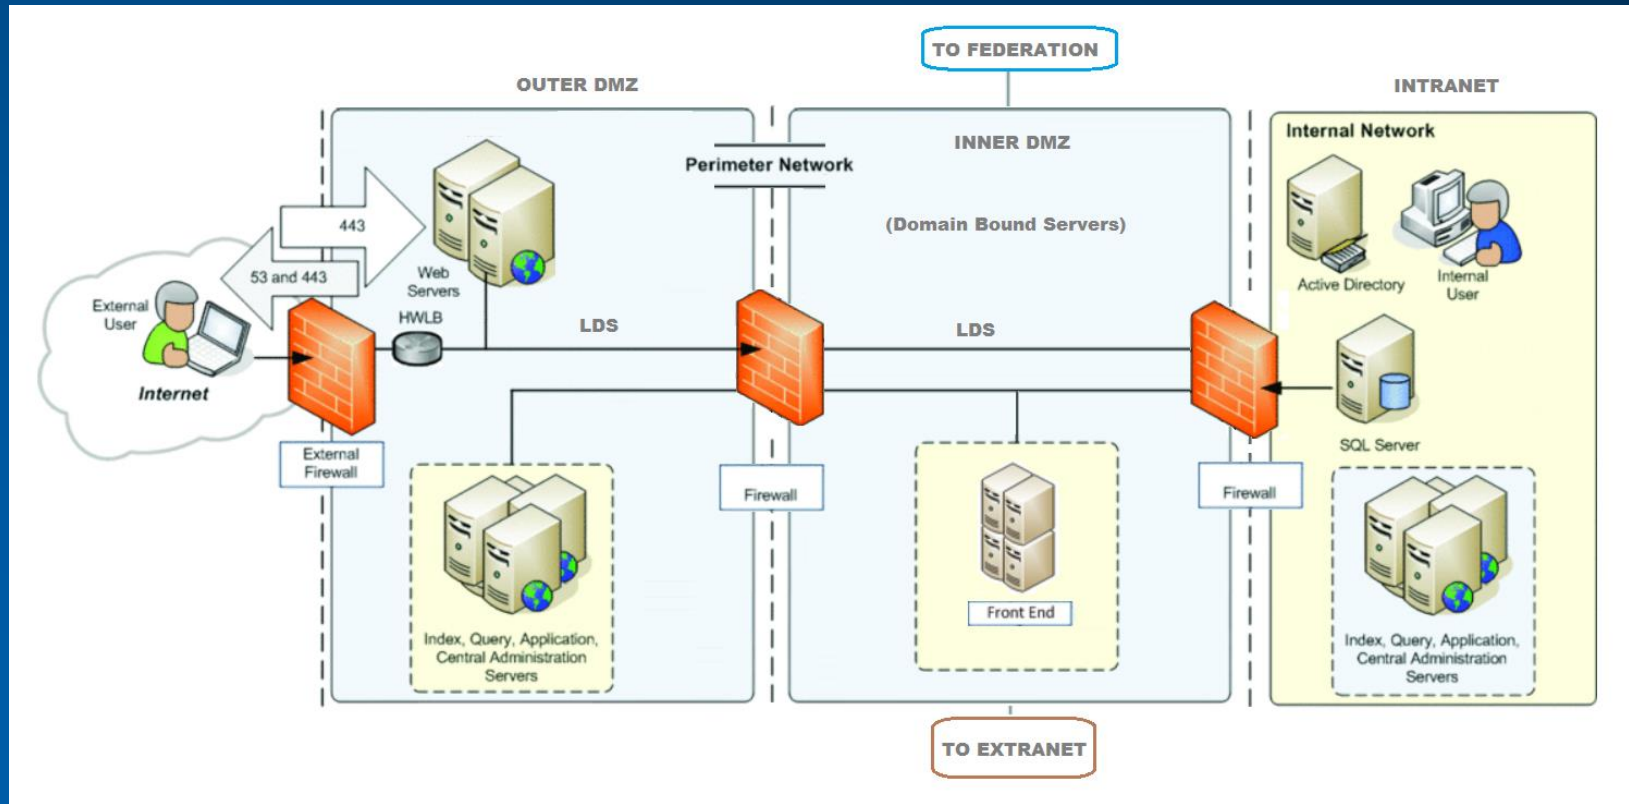 TO FEDERATION
OUTER DMZ
INTRANET
Internal Network
INNER DMZ
Perimeter Network
(Domain Bound Servers)
443
53 and 443
Web
Servers
External
User
HWLB
LDS
LDS
Active Directory
Internal
User
Internet
External
Firewall
Firewall
Firewall
SQL Server
Front End
Index, Query, Application,
Central Administration
Servers
Index, Query, Application,
Central Administration
Servers
TO EXTRANET